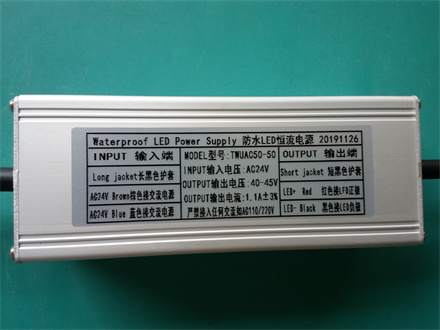 Waterproof LED Power Supply 防水LED恒流电源 20191126
INPUT 输入端
MODEL型号: TWUAC50-50
OUTPUT 输出端
Long jacket长黑色护套
INPUT输入电压: AC24V
OUTPUT输出电压: 40-45V
Short jacket 短黑色护套
AC24V Brown棕色接交流电源
OUTPUT输出电流: 1.1A±3%
LED+ Red 红色接LED正极
AC24V Blue 蓝色接交流电源
严禁接入任何交流如AC110/220V
LED- Black 黑色接LED负极